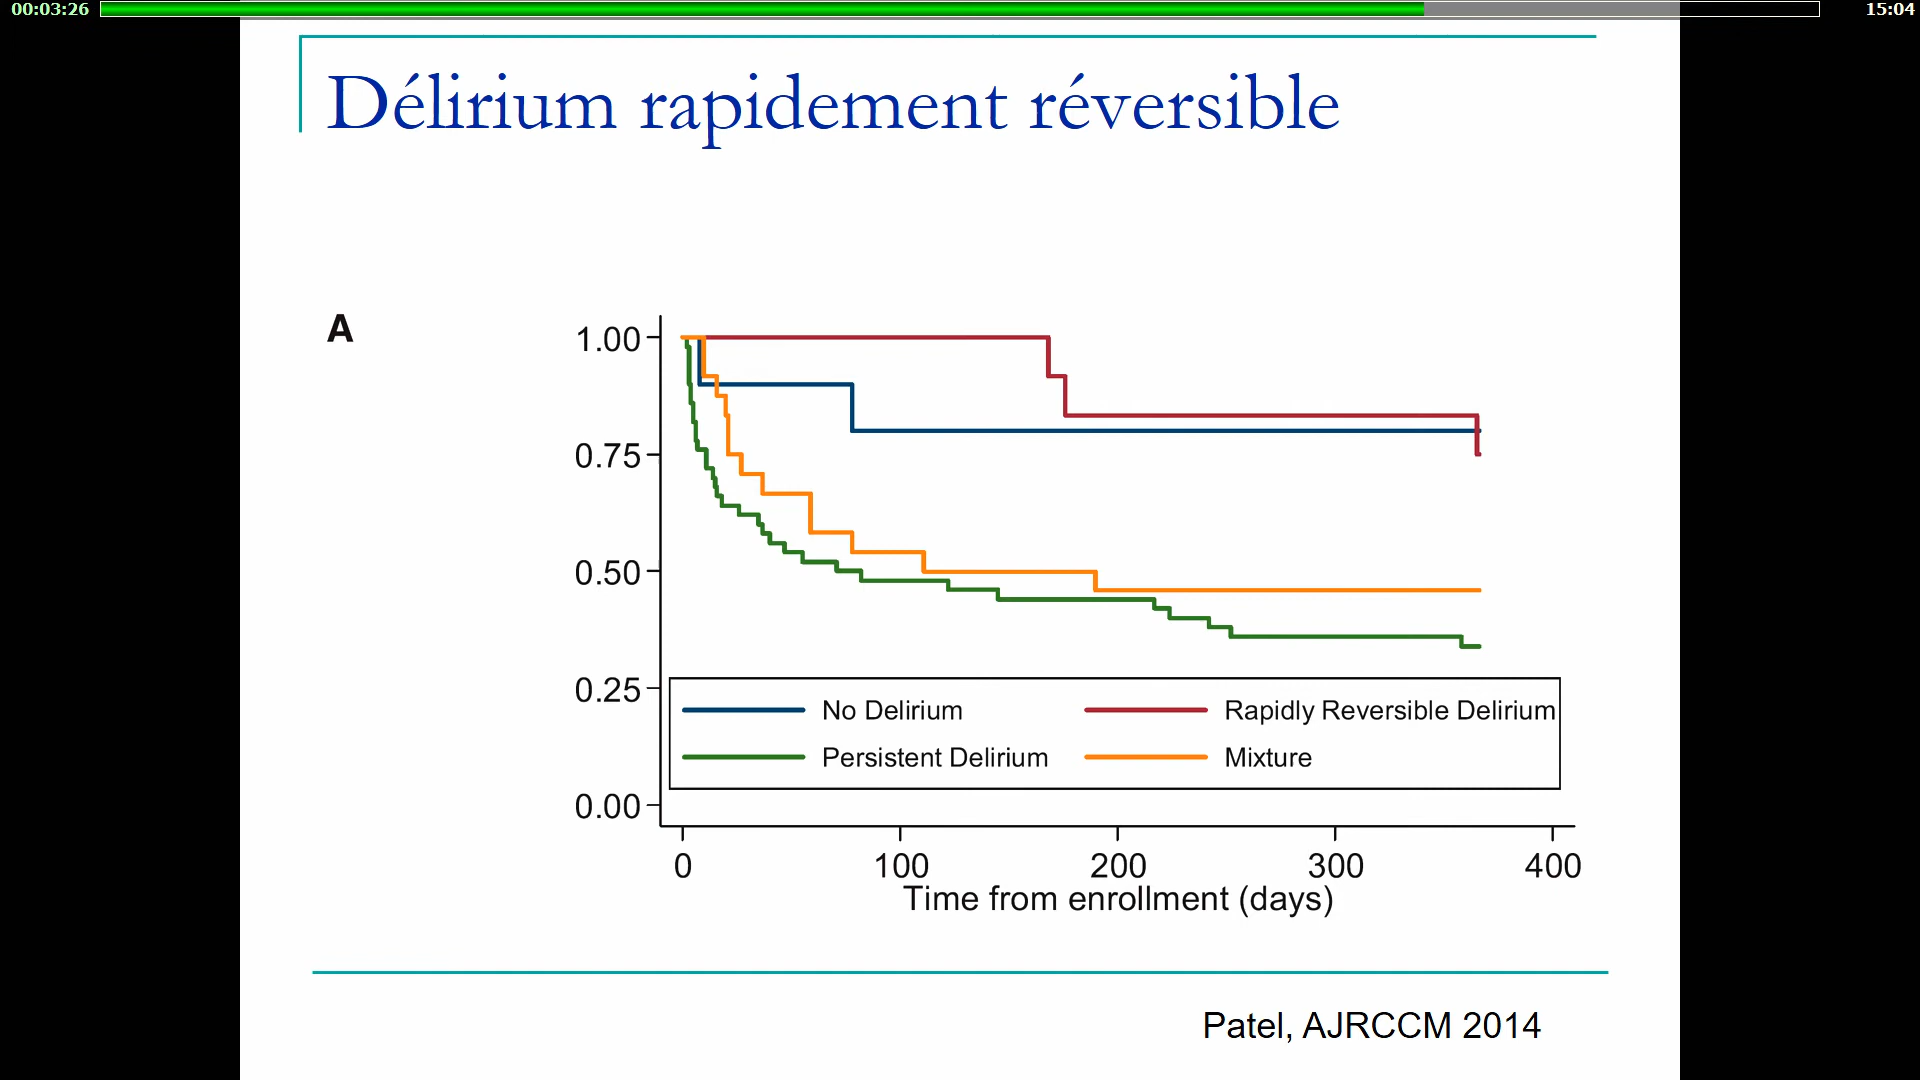 00:03:26 15:04
Délirium rapidement réversible
A
1.00
0.75
0.50
0.25
0.00
No Delirium Rapidly Reversible Delirium
Persistent Delirium Mixture
0 100 200 300 400
Time from enrollment (days)
Patel, AJRCCM 2014